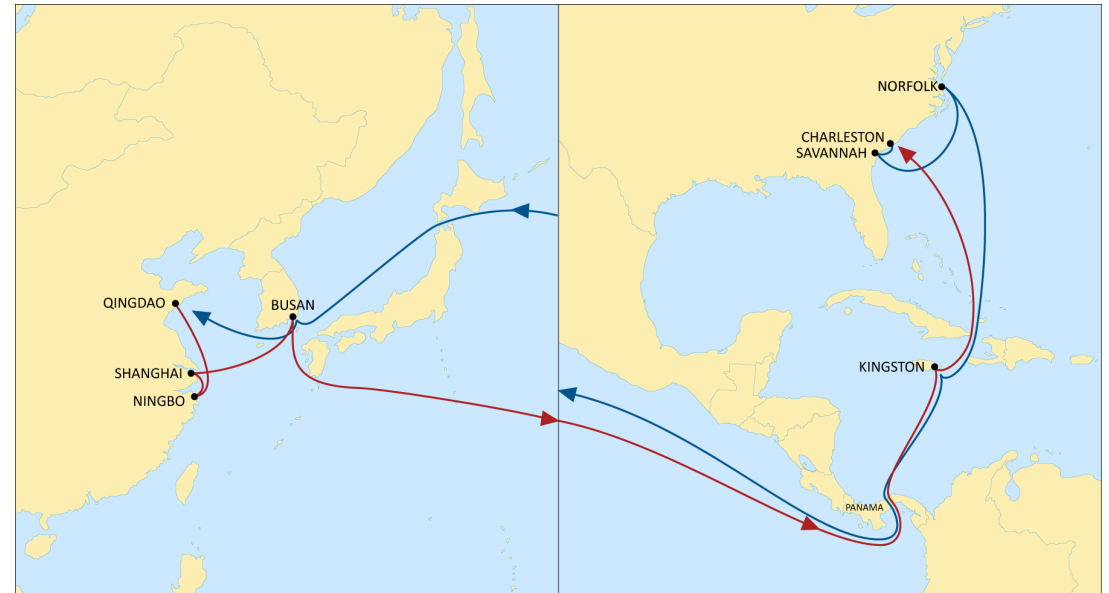 QINGDAO
BUSAN
SHANGHAI
NINGBO
NORFOLK
CHARLESTON
SAVANNAH
KINGSTON
PANAMA